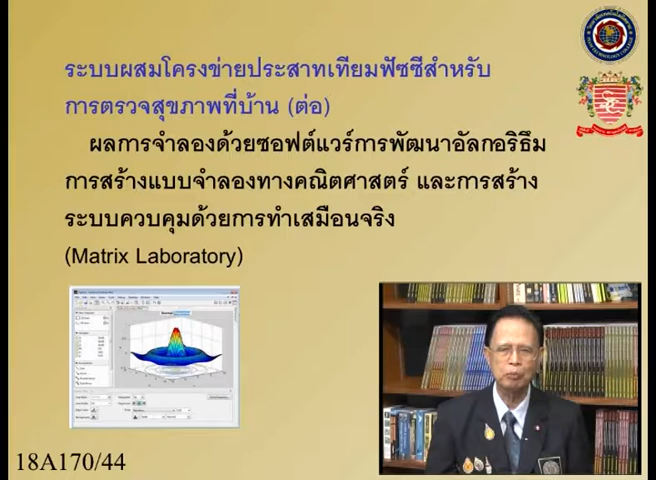 ระบบผสมโครงข่ายประสาทเทียมฟัซซีสำหรับ
การตรวจสุขภาพที่บ้าน (ต่อ)
ผลการจำลองด้วยซอฟต์แวร์การพัฒนาอัลกอริธึม
การสร้างแบบจำลองทางคณิตศาสตร์ และการสร้าง
ระบบควบคุมด้วยการทำเสมือนจริง
(Matrix Laboratory)
18A170/44